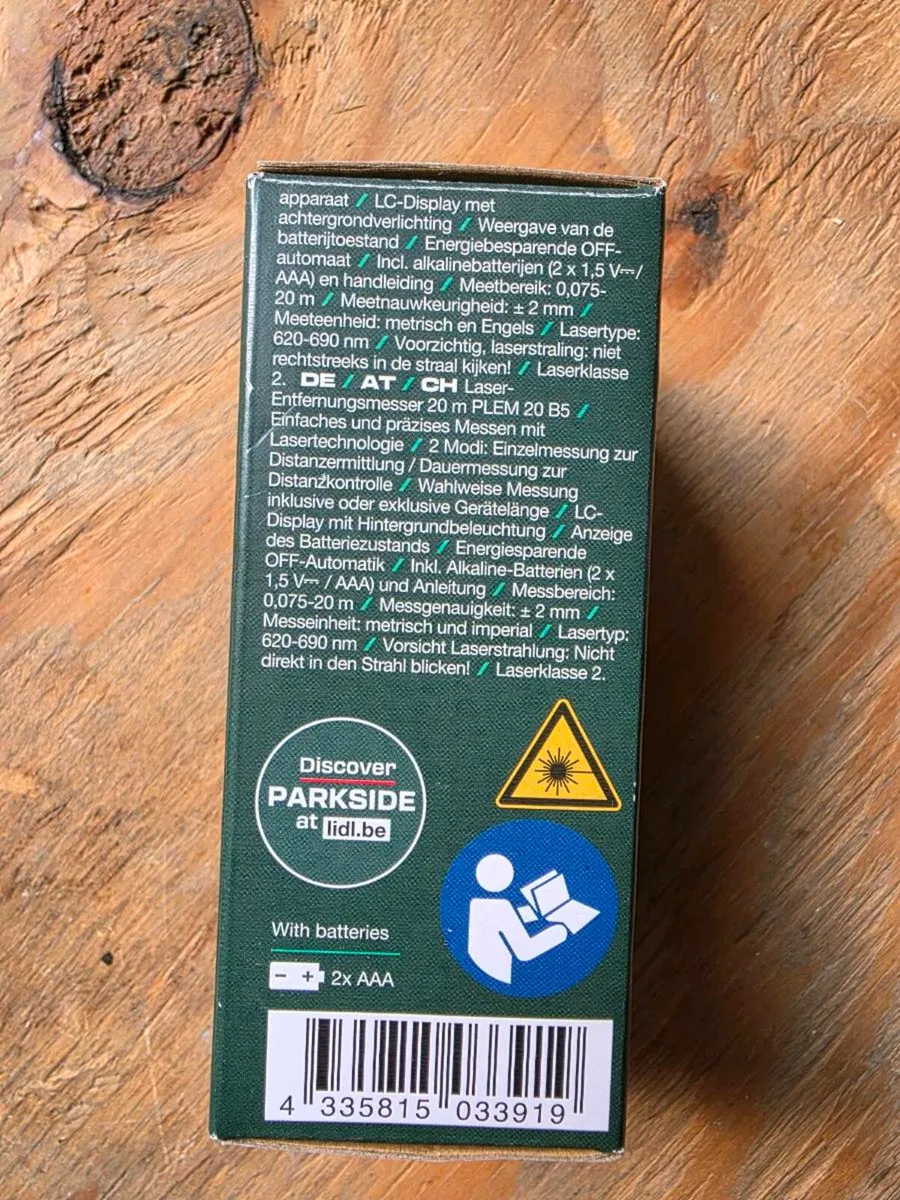 apparaat / LC-Display met
achtergrondverlichting / Weergave van de
batterijtoestand / Energiebesparende OFF-
automaat / Incl. alkalinebatterijen (2 x 1,5 V⎓/
AAA) en handleiding / Meetbereik: 0,075-
20 m / Meetnauwkeurigheid: ± 2 mm /
Meeteenheid: metrisch en Engels / Lasertype:
620-690 nm / Voorzichtig, laserstraling: niet
rechtstreeks in de straal kijken! / Laserklasse
2. DE / AT / CH Laser-
Entfernungsmesser 20 m PLEM 20 B5 /
Einfaches und präzises Messen mit
Lasertechnologie / 2 Modi: Einzelmessung zur
Distanzermittlung / Dauermessung zur
Distanzkontrolle / Wahlweise Messung
inklusive oder exklusive Gerätelänge / LC-
Display mit Hintergrundbeleuchtung / Anzeige
des Batteriezustands / Energiesparende
OFF-Automatik / Inkl. Alkaline-Batterien (2 x
1,5 V⎓ / AAA) und Anleitung / Messbereich:
0,075-20 m / Messgenauigkeit: ± 2 mm /
Messeinheit: metrisch und imperial / Lasertyp:
620-690 nm / Vorsicht Laserstrahlung: Nicht
direkt in den Strahl blicken! / Laserklasse 2.
Discover
PARKSIDE
at lidl.be
With batteries
- + 2x AAA
4 335815 033919